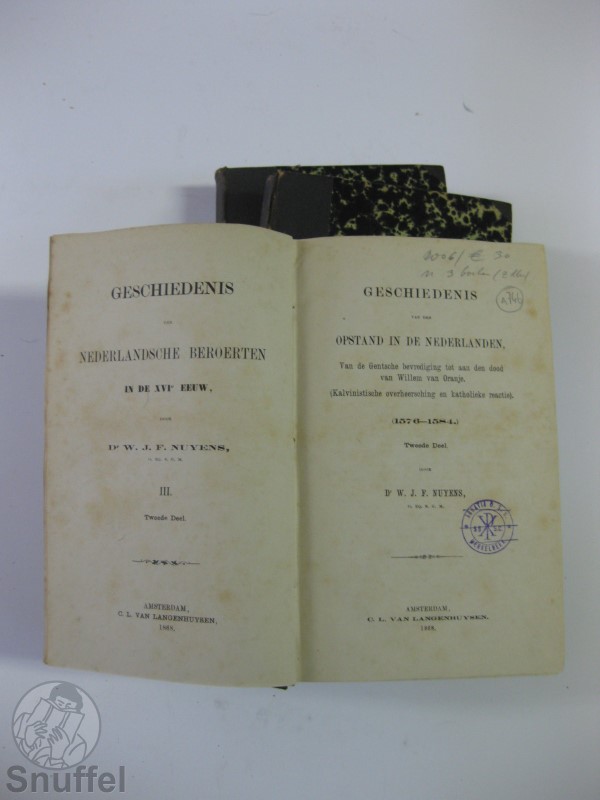 GESCHIEDENIS
DER
NEDERLANDSCHE BEROERTEN
IN DE XVIe EEUW,
DOOR
Dr W. J. F. NUYENS,
III.
Tweede Deel.
AMSTERDAM,
C. L. VAN LANGENHUYSEN,
1869.
GESCHIEDENIS
VAN DEN
OPSTAND IN DE NEDERLANDEN,
Van de Gentsche bevrediging tot aan den dood
van Willem van Oranje.
(Kalvinistische overheersching en katholieke reactie).
(1576—1584.)
Tweede Deel.
DOOR
Dr W. J. F. NUYENS,
AMSTERDAM,
C. L. VAN LANGENHUYSEN.
1869.
Snuffel